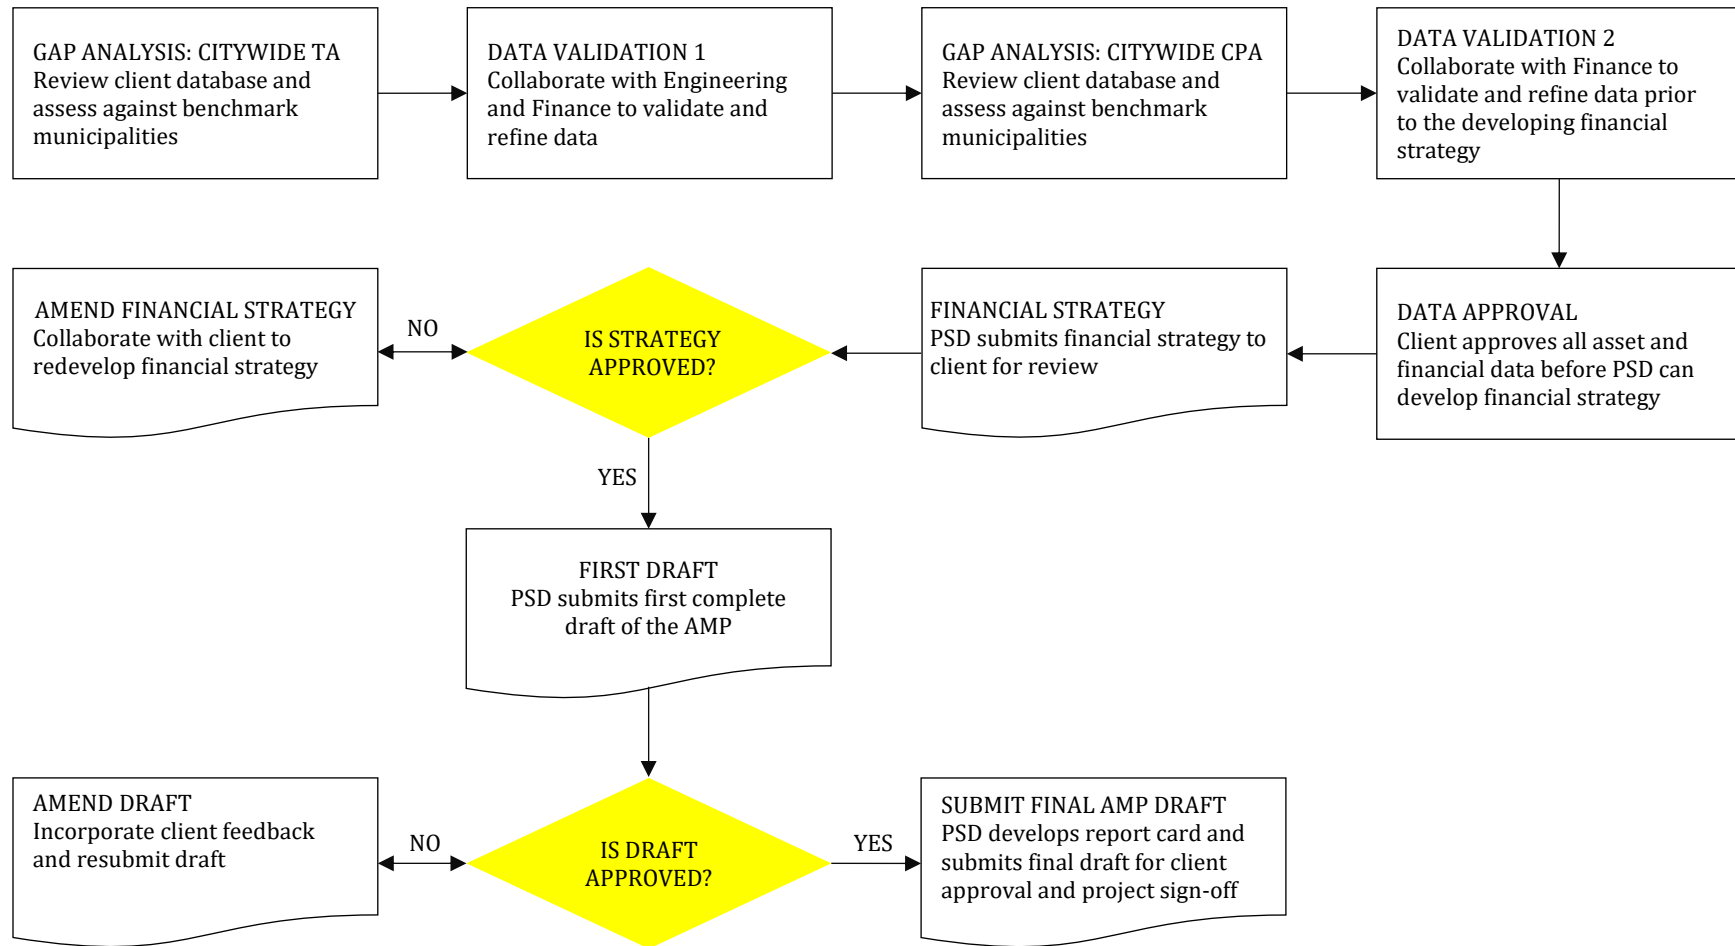 GAP ANALYSIS: CITYWIDE TA
Review client database and
assess against benchmark
municipalities
DATA VALIDATION 1
Collaborate with Engineering
and Finance to validate and
refine data
GAP ANALYSIS: CITYWIDE CPA
Review client database and
assess against benchmark
municipalities
DATA VALIDATION 2
Collaborate with Finance to
validate and refine data prior
to the developing financial
strategy
DATA APPROVAL
Client approves all asset and
financial data before PSD can
develop financial strategy
FINANCIAL STRATEGY
PSD submits financial strategy to
client for review
IS STRATEGY
APPROVED?
NO
AMEND FINANCIAL STRATEGY
Collaborate with client to
redevelop financial strategy
YES
FIRST DRAFT
PSD submits first complete
draft of the AMP
IS DRAFT
APPROVED?
NO
AMEND DRAFT
Incorporate client feedback
and resubmit draft
YES
SUBMIT FINAL AMP DRAFT
PSD develops report card and
submits final draft for client
approval and project sign-off